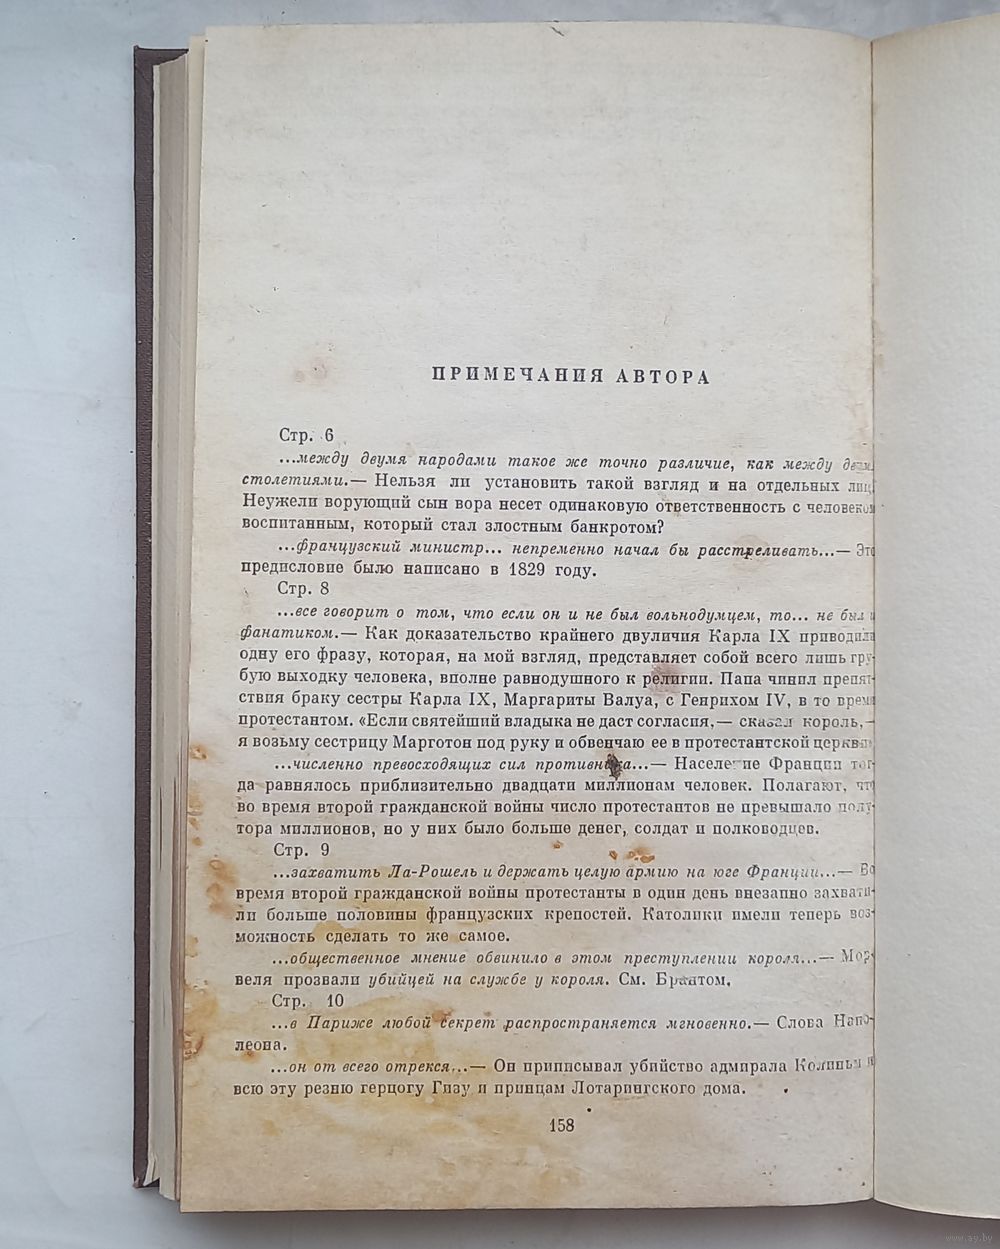 ПРИМЕЧАНИЯ АВТОРА
Стр. 6
...между двумя народами такое же точно различие, как между двумя
столетиями.— Нельзя ли установить такой взгляд и на отдельных лиц.
Неужели ворующий сын вора несет одинаковую ответственность с человеком
воспитанным, который стал злостным банкротом?
...французский министр... непременно начал бы расстреливать...— Это
предисловие было написано в 1829 году.
Стр. 8
...все говорит о том, что если он и не был вольнодумцем, то... не был и
фанатиком.— Как доказательство крайнего двуличия Карла IX приводили
одну его фразу, которая, на мой взгляд, представляет собой всего лишь гру-
бую выходку человека, вполне равнодушного к религии. Папа чинил препят-
ствия браку сестры Карла IX, Маргариты Валуа, с Генрихом IV, в то время
протестантом. «Если святейший владыка не даст согласия,— сказал король,—
я возьму сестрицу Марготон под руку и обвенчаю ее в протестантской церкви»
...численно превосходящих сил противника...— Население Франции тог-
да равнялось приблизительно двадцати миллионам человек. Полагают, что
во время второй гражданской войны число протестантов не превышало полу-
тора миллионов, но у них было больше денег, солдат и полководцев.
Стр. 9
...захватить Ла-Рошель и держать целую армию на юге Франции...— Во
время второй гражданской войны протестанты в один день внезапно захвати-
ли больше половины французских крепостей. Католики имели теперь воз-
можность сделать то же самое.
...общественное мнение обвинило в этом преступлении короля...— Мор-
веля прозвали убийцей на службе у короля. См. Брантом.
Стр. 10
...в Париже любой секрет распространяется мгновенно.— Слова Напо-
леона.
...он от всего отрекся...— Он приписывал убийство адмирала Колиньи и
всю эту резню герцогу Гизу и принцам Лотарингского дома.
158
www.ay.by